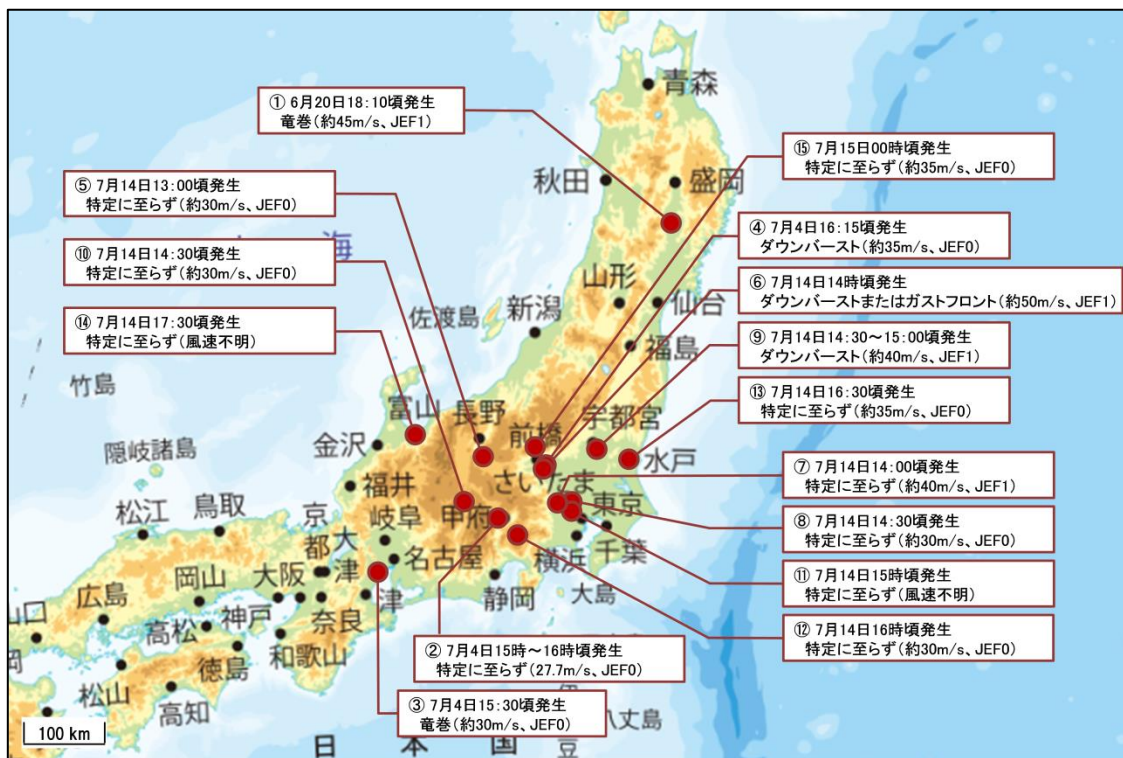 ① 6月20日18:10頃発生
竜巻(約45m/s、JEF1)
⑤ 7月14日13:00頃発生
特定に至らず(約30m/s、JEF0)
⑩ 7月14日14:30頃発生
特定に至らず(約30m/s、JEF0)
⑭ 7月14日17:30頃発生
特定に至らず(風速不明)
⑮ 7月15日00時頃発生
特定に至らず(約35m/s、JEF0)
④ 7月4日16:15頃発生
ダウンバースト(約35m/s、JEF0)
⑥ 7月14日14時頃発生
ダウンバーストまたはガストフロント(約50m/s、JEF1)
⑨ 7月14日14:30～15:00頃発生
ダウンバースト(約40m/s、JEF1)
⑬ 7月14日16:30頃発生
特定に至らず(約35m/s、JEF0)
⑦ 7月14日14:00頃発生
特定に至らず(約40m/s、JEF1)
⑧ 7月14日14:30頃発生
特定に至らず(約30m/s、JEF0)
⑪ 7月14日15時頃発生
特定に至らず(風速不明)
⑫ 7月14日16時頃発生
特定に至らず(約30m/s、JEF0)
② 7月4日15時～16時頃発生
特定に至らず(27.7m/s、JEF0)
③ 7月4日15:30頃発生
竜巻(約30m/s、JEF0)
青森
秋田
盛岡
海
山形
仙台
新潟
佐渡島
福島
竹島
富山
長野
前橋
宇都宮
金沢
水戸
隠岐諸島
さいたま
福井
東京
鳥取
松江
京都
大津
岐阜
甲府
名古屋
横浜
千葉
岡山
大阪
広島
津
静岡
大島
山口
高松
神戸
奈良
和歌山
徳島
松山
高知
岡
伊
豆
八丈島
日本国
100 km